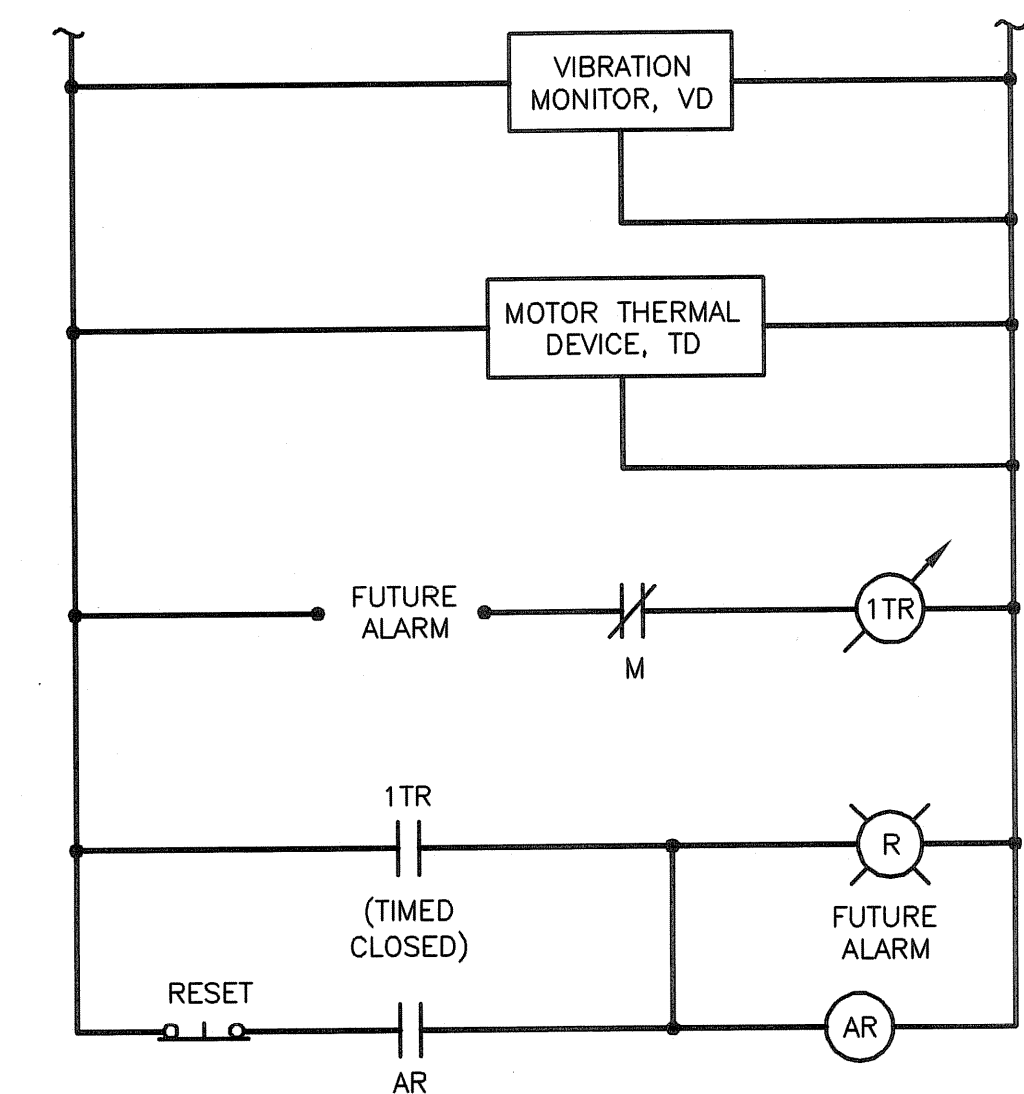 VIBRATION
MONITOR, VD
MOTOR THERMAL
DEVICE, TD
FUTURE
ALARM
M
1TR
1TR
(TIMED
CLOSED)
R
FUTURE
ALARM
RESET
AR
AR